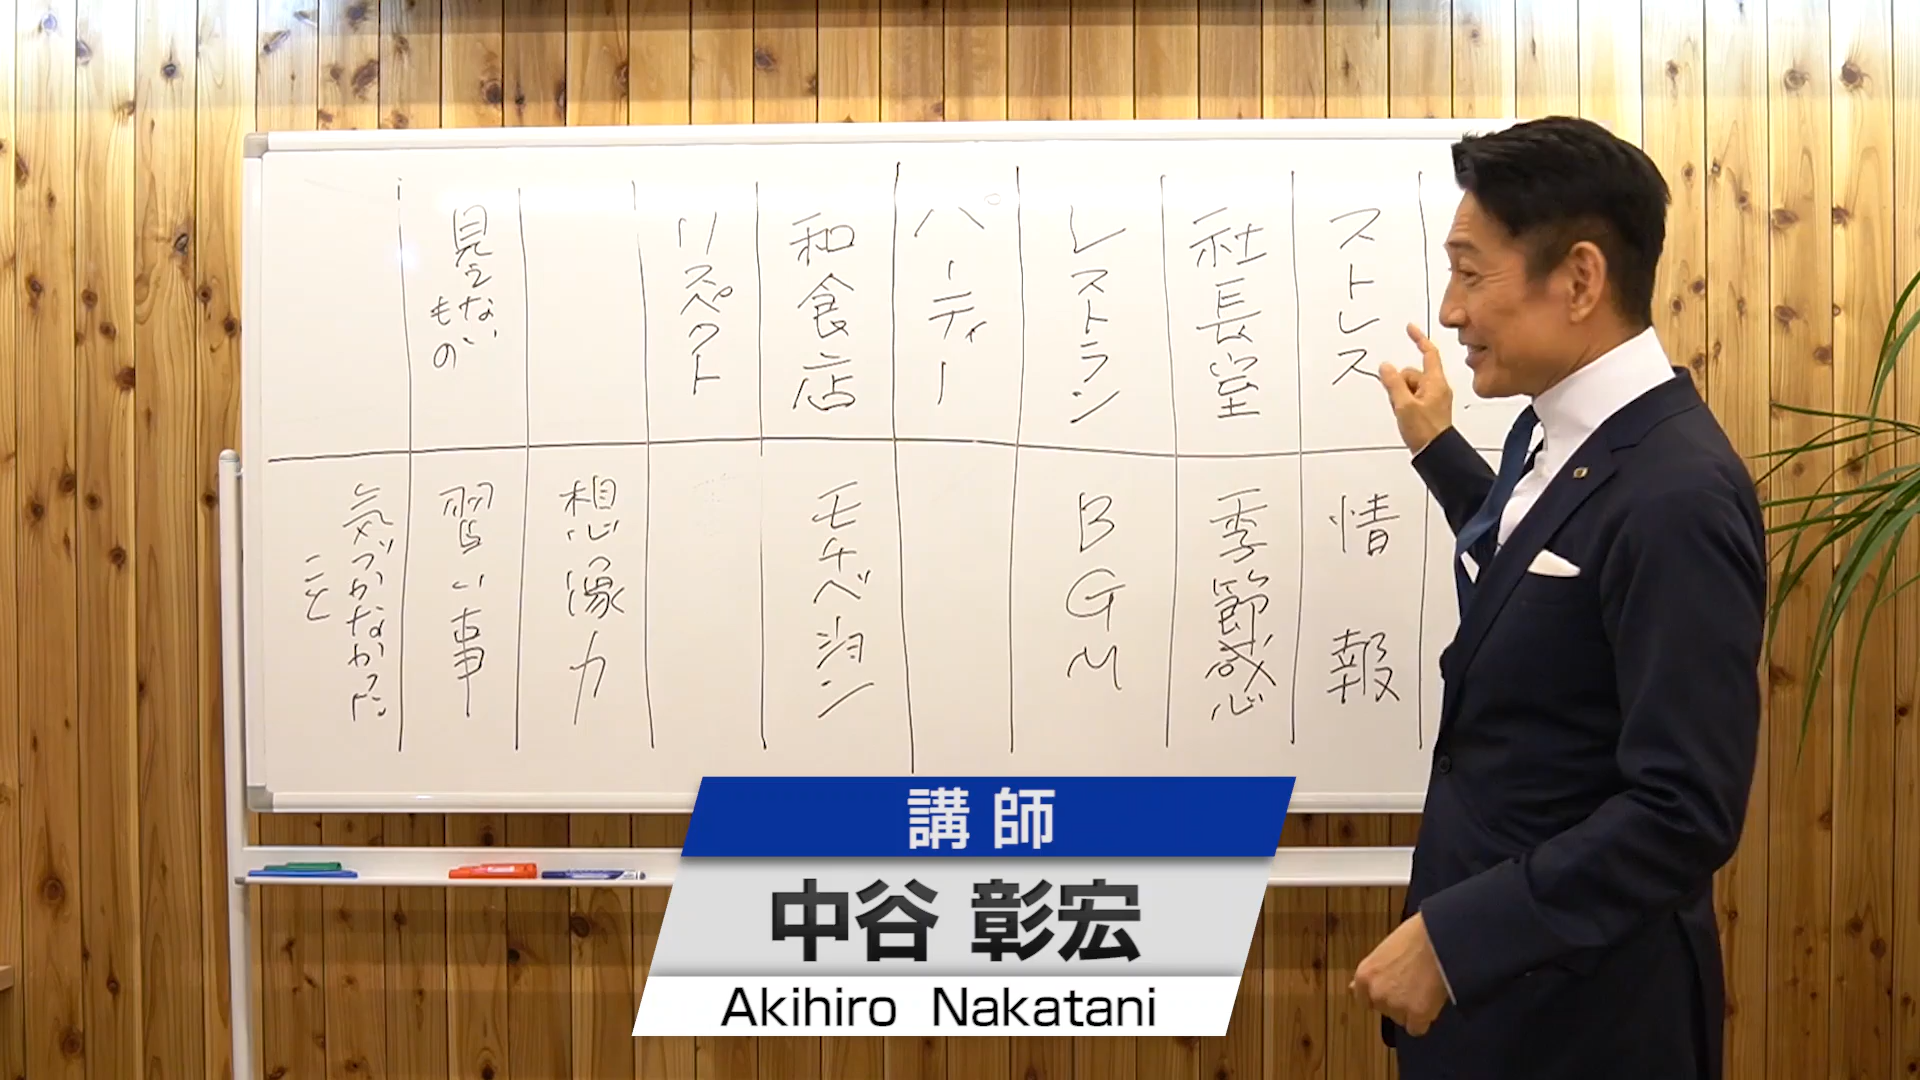 ストレス
情報
社長室
季節感
レストラン
BGM
パーティー
和食店
モチベション
リスペクト
想像力
見えない
もの
習い事
気づかなかった
こと
講師
中谷 彰宏
Akihiro Nakatani